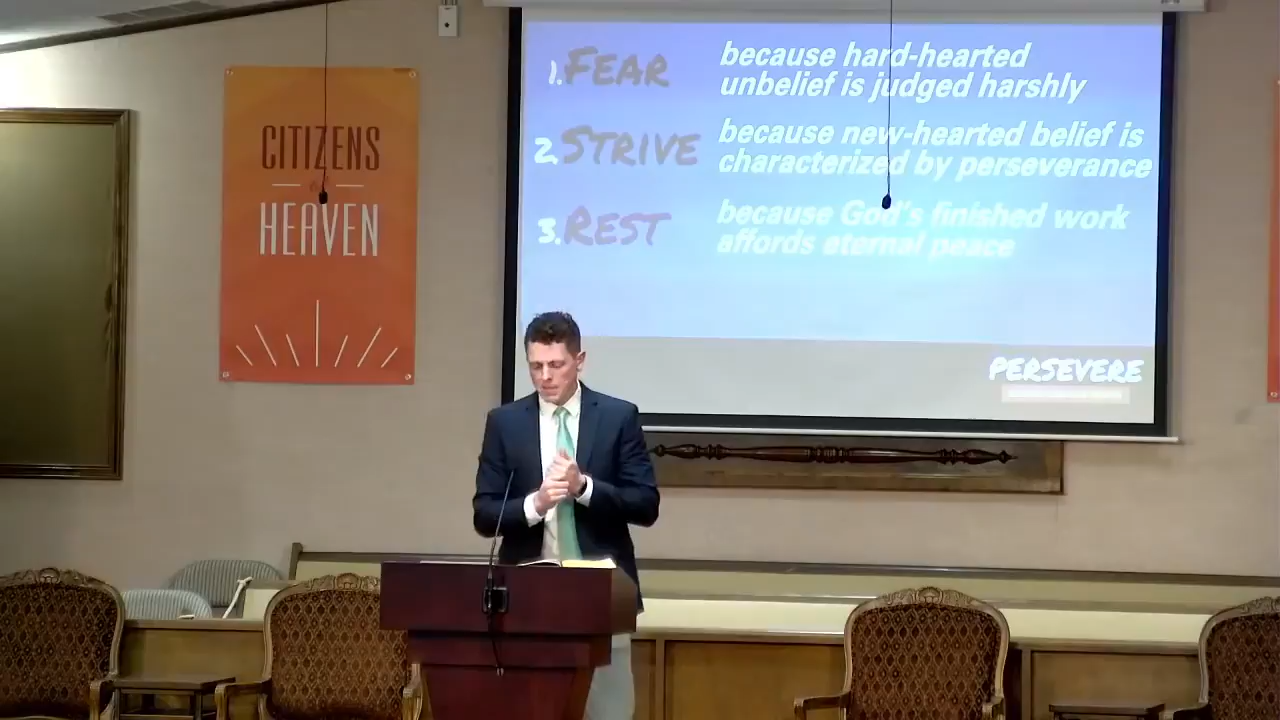 CITIZENS
HEAVEN
1. FEAR because hard-hearted
unbelief is judged harshly
2. STRIVE because new-hearted belief is
characterized by perseverance
3. REST because God's finished work
affords eternal peace
PERSEVERE